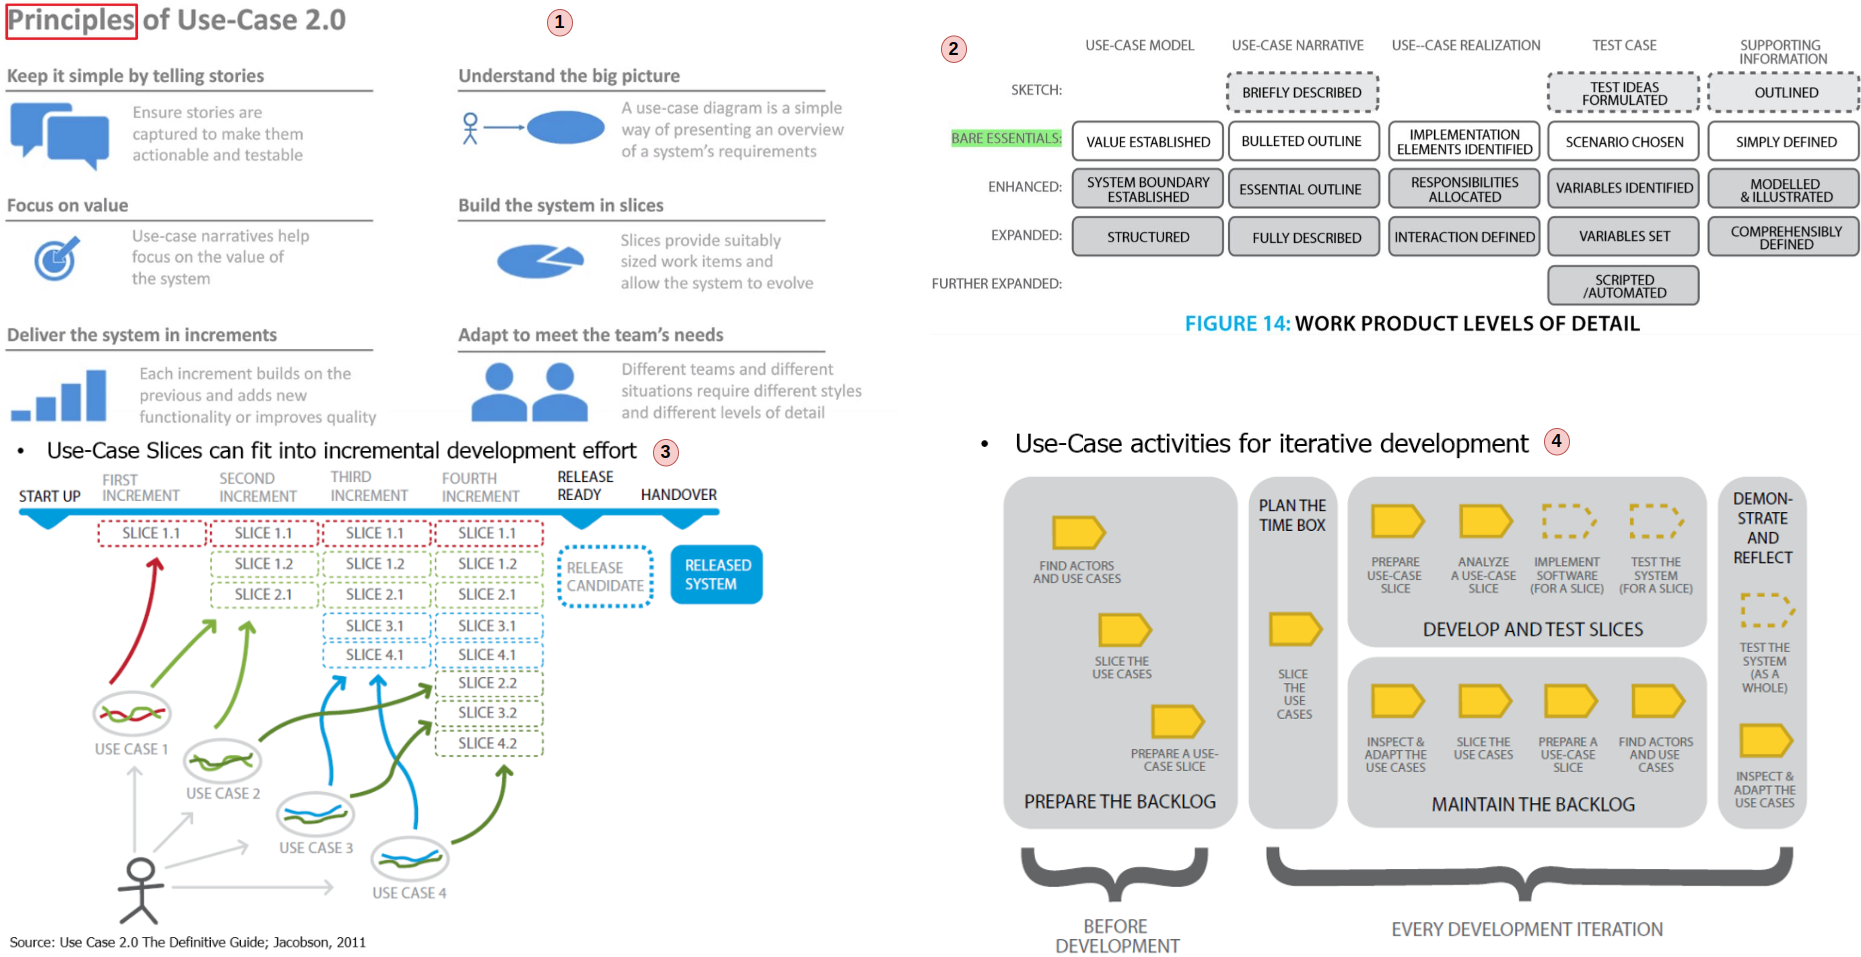 Principles of Use-Case 2.0
1
Keep it simple by telling stories
Ensure stories are
captured to make them
actionable and testable
Understand the big picture
A use-case diagram is a simple
way of presenting an overview
of a system's requirements
Focus on value
Use-case narratives help
focus on the value of
the system
Build the system in slices
Slices provide suitably
sized work items and
allow the system to evolve
Deliver the system in increments
Each increment builds on the
previous and adds new
functionality or improves quality
Adapt to meet the team's needs
Different teams and different
situations require different styles
and different levels of detail
2
USE-CASE MODEL
USE-CASE NARRATIVE
USE--CASE REALIZATION
TEST CASE
SUPPORTING
INFORMATION
SKETCH:
BRIEFLY DESCRIBED
TEST IDEAS
FORMULATED
OUTLINED
BARE ESSENTIALS:
VALUE ESTABLISHED
BULLETED OUTLINE
IMPLEMENTATION
ELEMENTS IDENTIFIED
SCENARIO CHOSEN
SIMPLY DEFINED
ENHANCED:
SYSTEM BOUNDARY
ESTABLISHED
ESSENTIAL OUTLINE
RESPONSIBILITIES
ALLOCATED
VARIABLES IDENTIFIED
MODELLED
& ILLUSTRATED
EXPANDED:
STRUCTURED
FULLY DESCRIBED
INTERACTION DEFINED
VARIABLES SET
COMPREHENSIBLY
DEFINED
FURTHER EXPANDED:
SCRIPTED
/AUTOMATED
FIGURE 14: WORK PRODUCT LEVELS OF DETAIL
• Use-Case Slices can fit into incremental development effort
3
START UP
FIRST
INCREMENT
SECOND
INCREMENT
THIRD
INCREMENT
FOURTH
INCREMENT
RELEASE
READY
HANDOVER
SLICE 1.1
SLICE 1.1
SLICE 1.1
SLICE 1.1
SLICE 1.2
SLICE 1.2
SLICE 1.2
SLICE 2.1
SLICE 2.1
SLICE 2.1
SLICE 3.1
SLICE 3.1
SLICE 4.1
SLICE 4.1
SLICE 2.2
SLICE 3.2
SLICE 4.2
RELEASE
CANDIDATE
RELEASED
SYSTEM
USE CASE 1
USE CASE 2
USE CASE 3
USE CASE 4
Source: Use Case 2.0 The Definitive Guide; Jacobson, 2011
• Use-Case activities for iterative development
4
FIND ACTORS
AND USE CASES
SLICE THE
USE CASES
PREPARE A USE-
CASE SLICE
PREPARE THE BACKLOG
PLAN THE
TIME BOX
SLICE
THE
USE
CASES
PREPARE
USE-CASE
SLICE
ANALYZE
A USE-CASE
SLICE
IMPLEMENT
SOFTWARE
(FOR A SLICE)
TEST THE
SYSTEM
(FOR A SLICE)
DEVELOP AND TEST SLICES
INSPECT &
ADAPT THE
USE CASES
SLICE THE
USE CASES
PREPARE A
USE-CASE
SLICE
FIND ACTORS
AND USE
CASES
MAINTAIN THE BACKLOG
DEMON-
STRATE
AND
REFLECT
TEST THE
SYSTEM
(AS A
WHOLE)
INSPECT &
ADAPT THE
USE CASES
BEFORE
DEVELOPMENT
EVERY DEVELOPMENT ITERATION